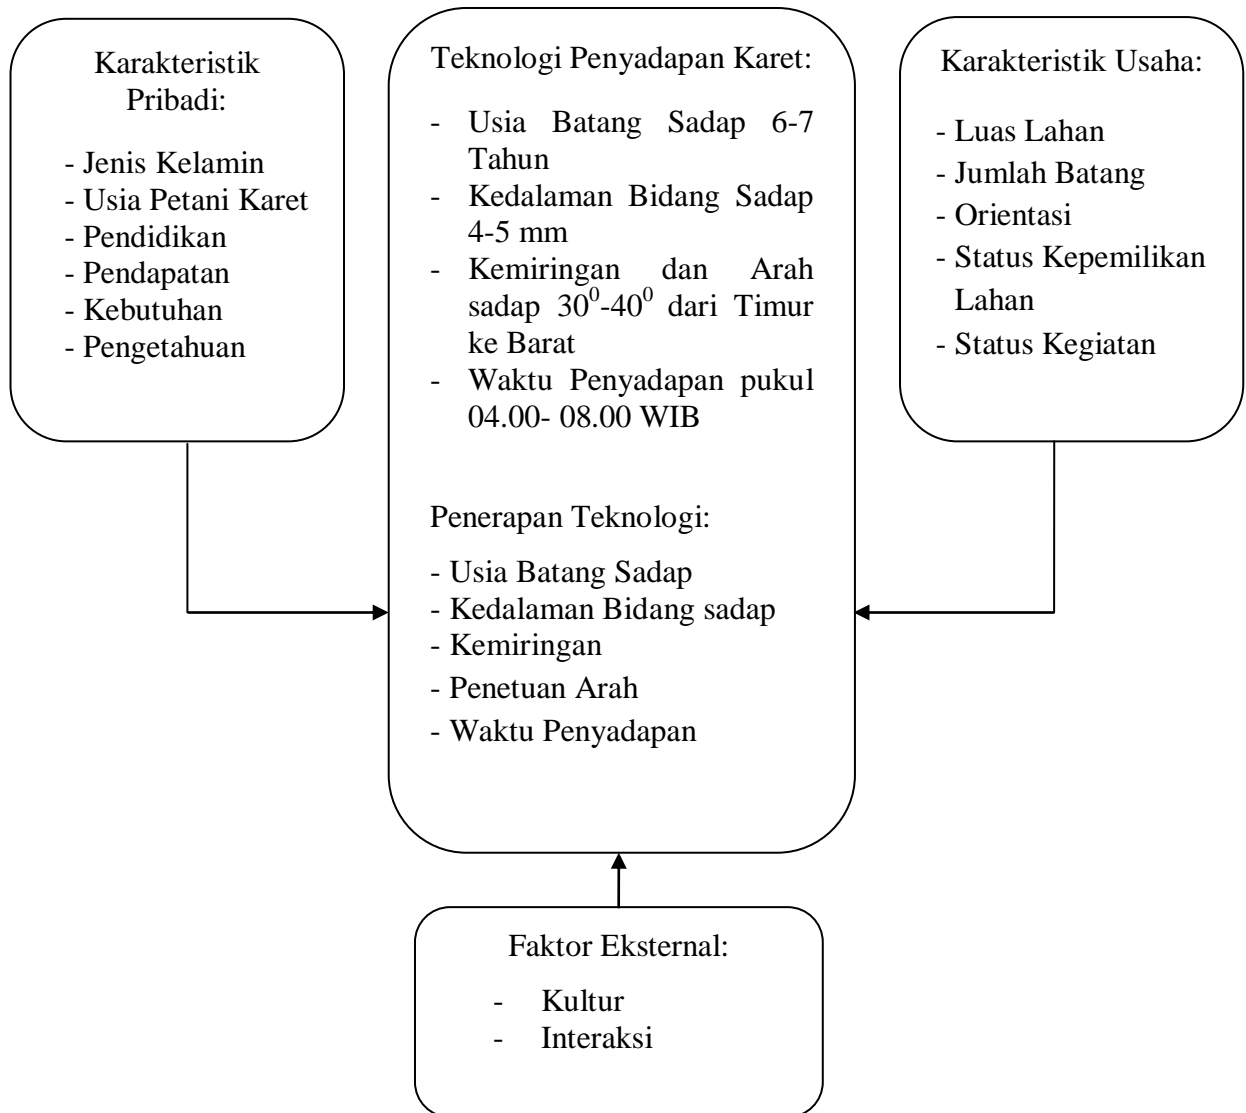 Karakteristik
Pribadi:
- Jenis Kelamin
- Usia Petani Karet
- Pendidikan
- Pendapatan
- Kebutuhan
- Pengetahuan
Teknologi Penyadapan Karet:
- Usia Batang Sadap 6-7
Tahun
- Kedalaman Bidang Sadap
4-5 mm
- Kemiringan dan Arah
sadap 30⁰-40⁰ dari Timur
ke Barat
- Waktu Penyadapan pukul
04.00- 08.00 WIB
Penerapan Teknologi:
- Usia Batang Sadap
- Kedalaman Bidang sadap
- Kemiringan
- Penetuan Arah
- Waktu Penyadapan
Karakteristik Usaha:
- Luas Lahan
- Jumlah Batang
- Orientasi
- Status Kepemilikan
Lahan
- Status Kegiatan
Faktor Eksternal:
- Kultur
- Interaksi